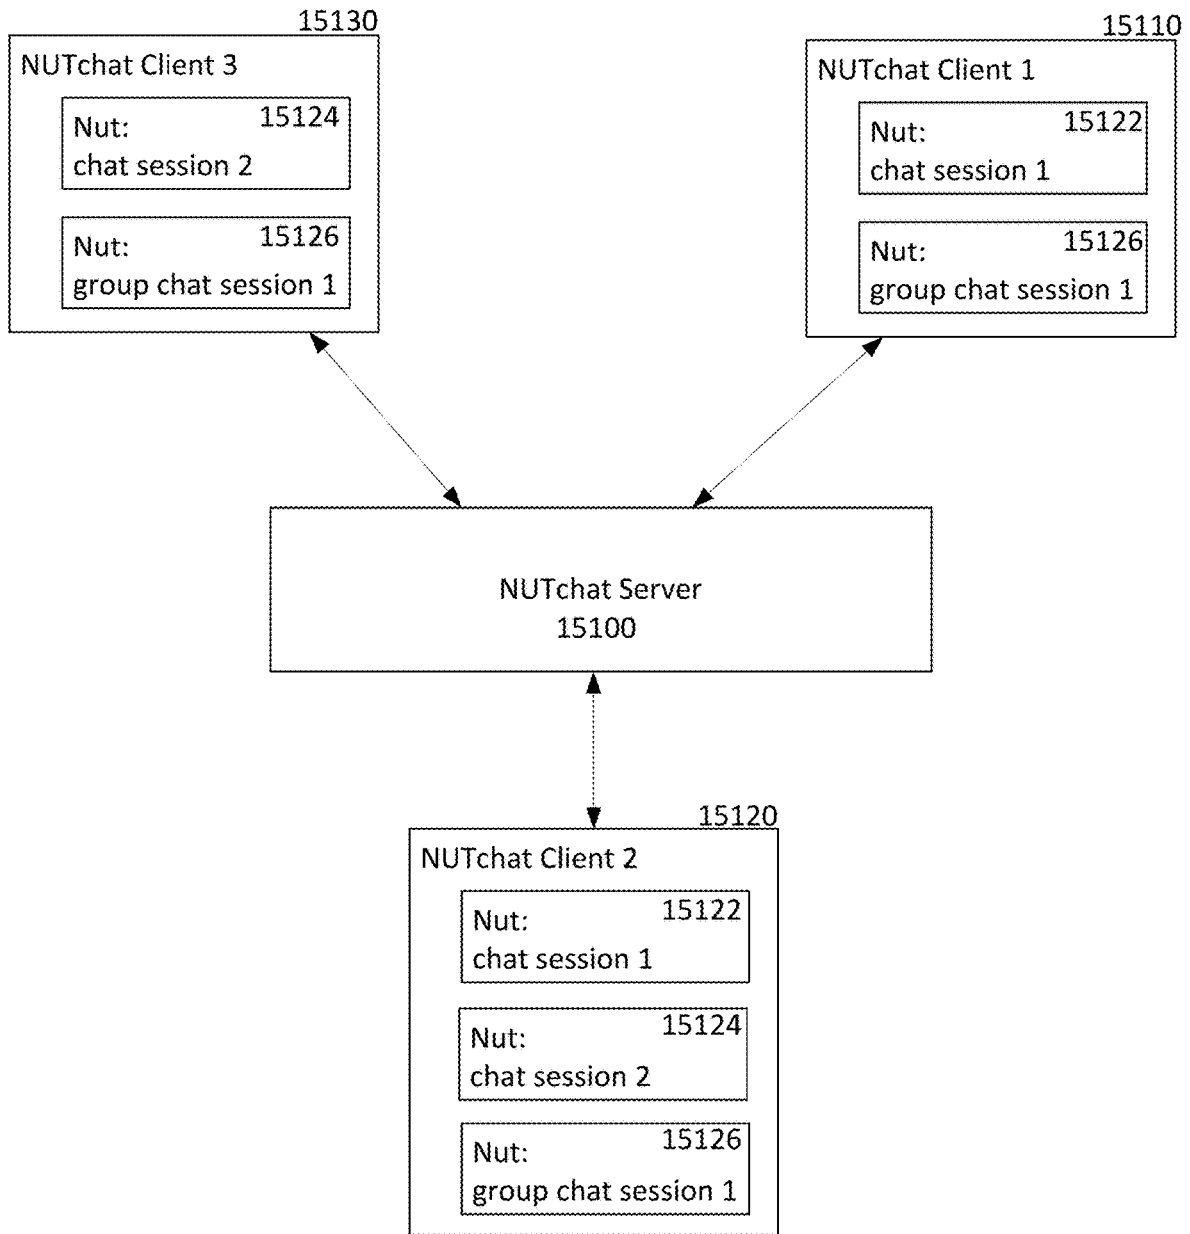 15130
NUTchat Client 3
15124
Nut:
chat session 2
15126
Nut:
group chat session 1
15110
NUTchat Client 1
15122
Nut:
chat session 1
15126
Nut:
group chat session 1
NUTchat Server
15100
15120
NUTchat Client 2
15122
Nut:
chat session 1
15124
Nut:
chat session 2
15126
Nut:
group chat session 1